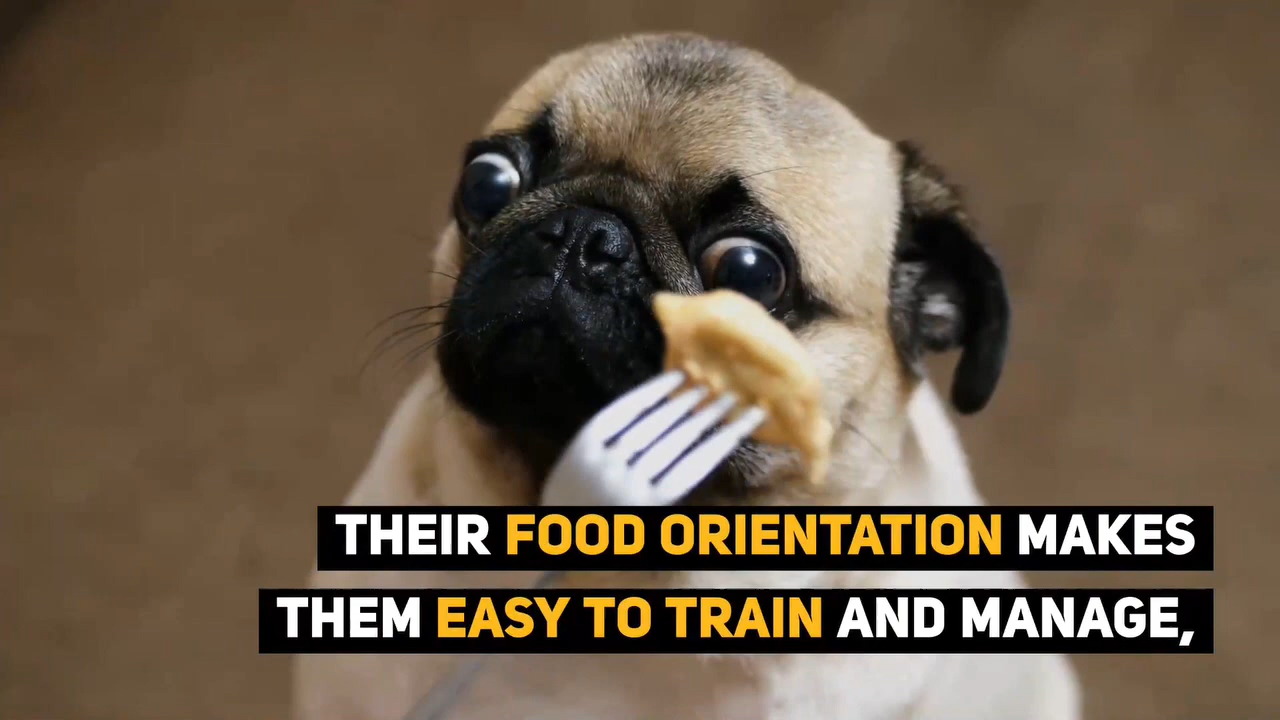 THEIR FOOD ORIENTATION MAKES
THEM EASY TO TRAIN AND MANAGE,